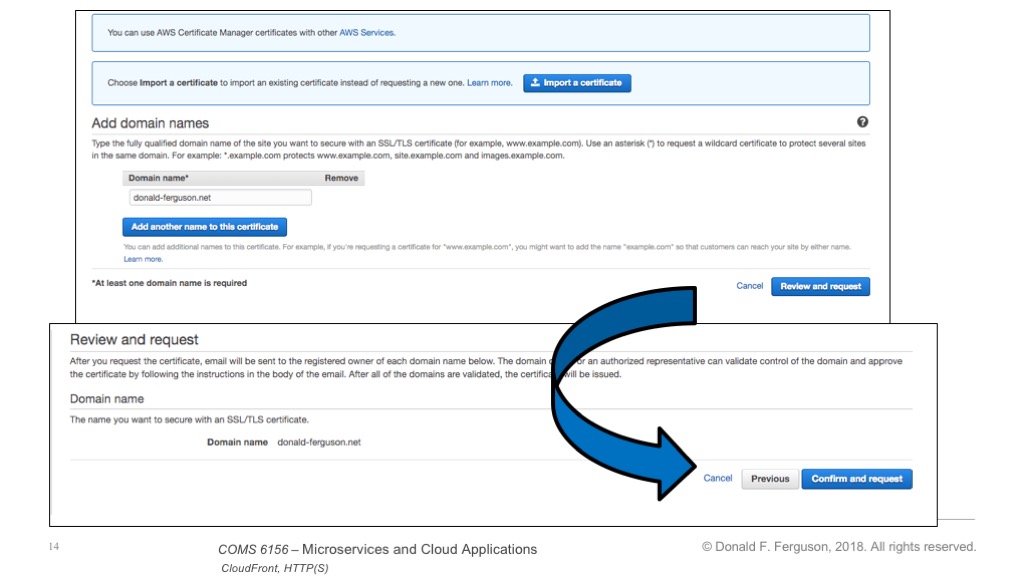 You can use AWS Certificate Manager certificates with other AWS Services.
Choose Import a certificate to import an existing certificate instead of requesting a new one. Learn more.
Import a certificate
Add domain names
Type the fully qualified domain name of the site you want to secure with an SSL/TLS certificate (for example, www.example.com). Use an asterisk (*) to request a wildcard certificate to protect several sites
in the same domain. For example: *.example.com protects www.example.com, site.example.com and images.example.com.
Domain name* Remove
donald-ferguson.net
Add another name to this certificate
You can add additional names to this certificate. For example, if you're requesting a certificate for "www.example.com", you might want to add the name "example.com" so that customers can reach your site by either name.
Learn more.
*At least one domain name is required
Cancel Review and request
Review and request
After you request the certificate, email will be sent to the registered owner of each domain name below. The domain or an authorized representative can validate control of the domain and approve
the certificate by following the instructions in the body of the email. After all of the domains are validated, the will be issued.
Domain name
The name you want to secure with an SSL/TLS certificate.
Domain name donald-ferguson.net
Cancel Previous Confirm and request
14
COMS 6156 – Microservices and Cloud Applications
CloudFront, HTTP(S)
© Donald F. Ferguson, 2018. All rights reserved.